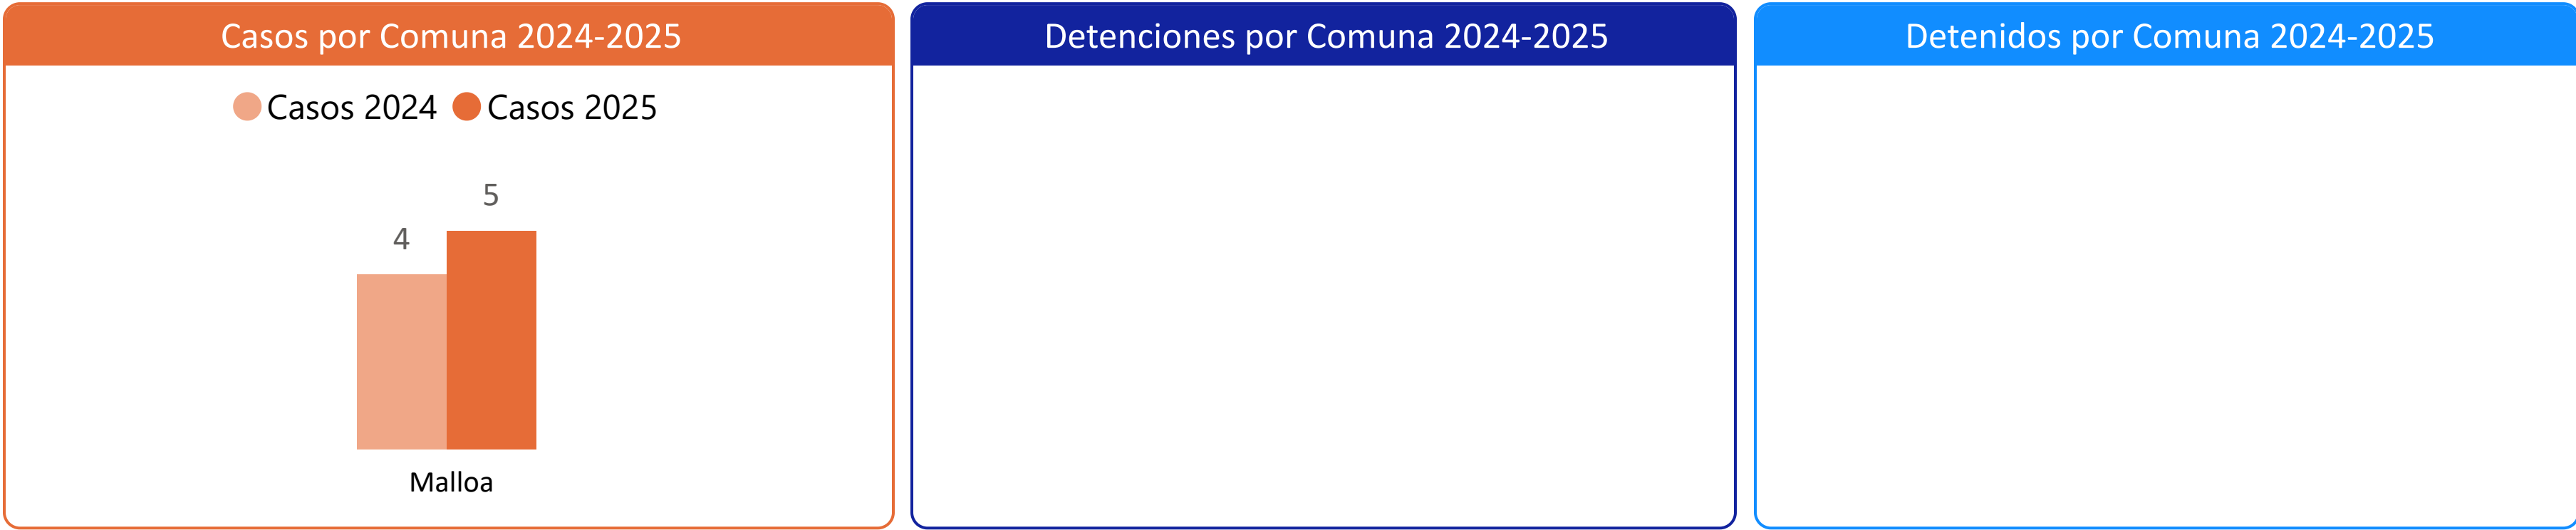 Casos por Comuna 2024-2025
Casos 2024 Casos 2025
5
4
Malloa
Detenciones por Comuna 2024-2025
Detenidos por Comuna 2024-2025